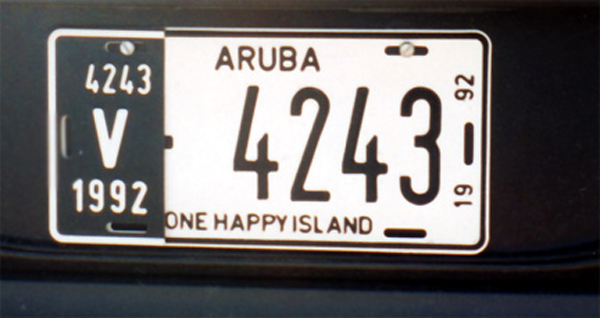 4243
V
1992
ARUBA
- 4243
19 92
ONE HAPPY ISLAND